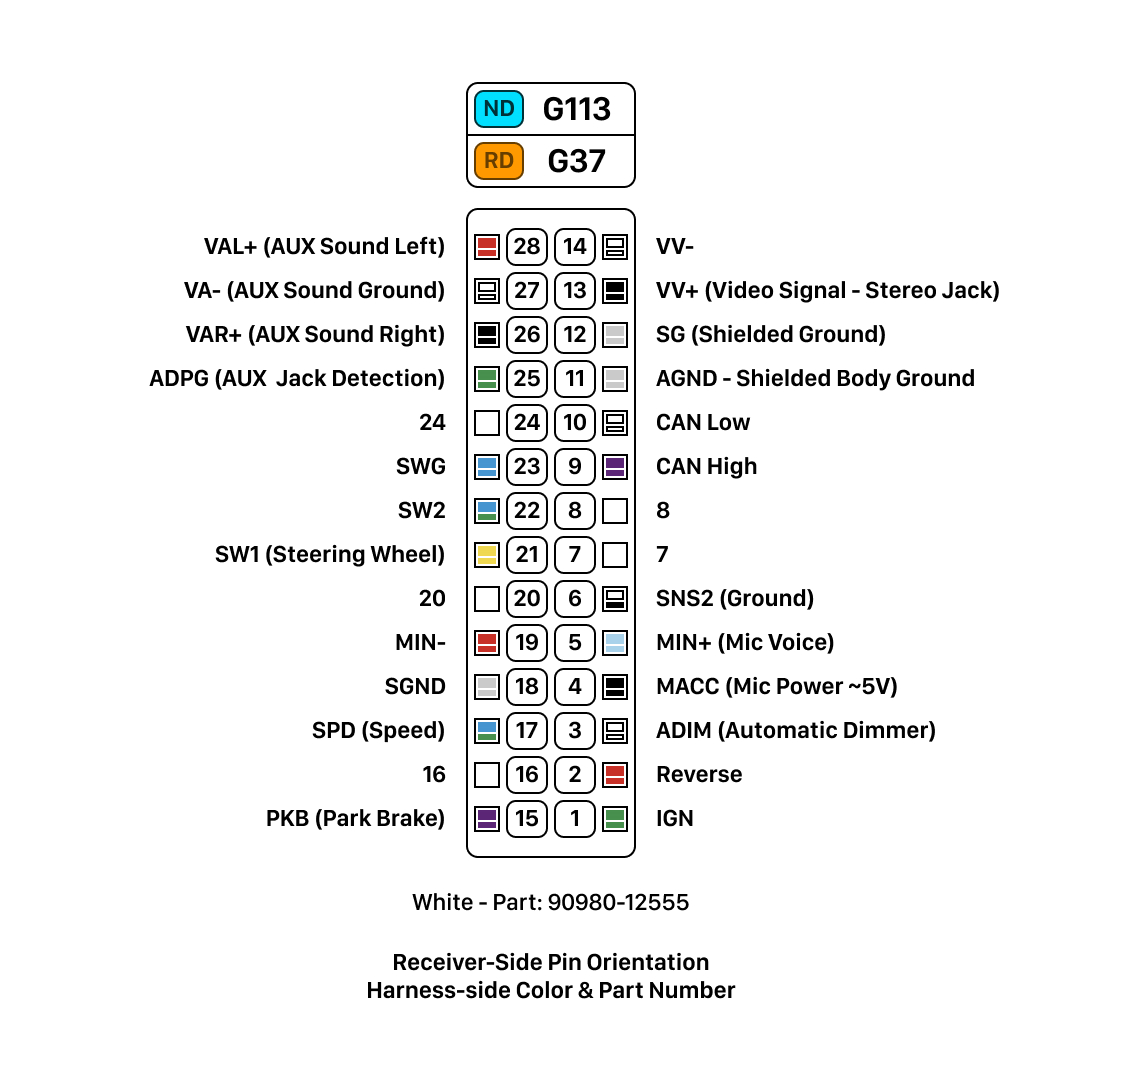 ND G113
RD G37
VAL+ (AUX Sound Left) 28 14 VV-
VA- (AUX Sound Ground) 27 13 VV+ (Video Signal - Stereo Jack)
VAR+ (AUX Sound Right) 26 12 SG (Shielded Ground)
ADPG (AUX  Jack Detection) 25 11 AGND - Shielded Body Ground
24 24 10 CAN Low
SWG 23 9 CAN High
SW2 22 8 8
SW1 (Steering Wheel) 21 7 7
20 20 6 SNS2 (Ground)
MIN- 19 5 MIN+ (Mic Voice)
SGND 18 4 MACC (Mic Power ~5V)
SPD (Speed) 17 3 ADIM (Automatic Dimmer)
16 16 2 Reverse
PKB (Park Brake) 15 1 IGN
White - Part: 90980-12555
Receiver-Side Pin Orientation
Harness-side Color & Part Number